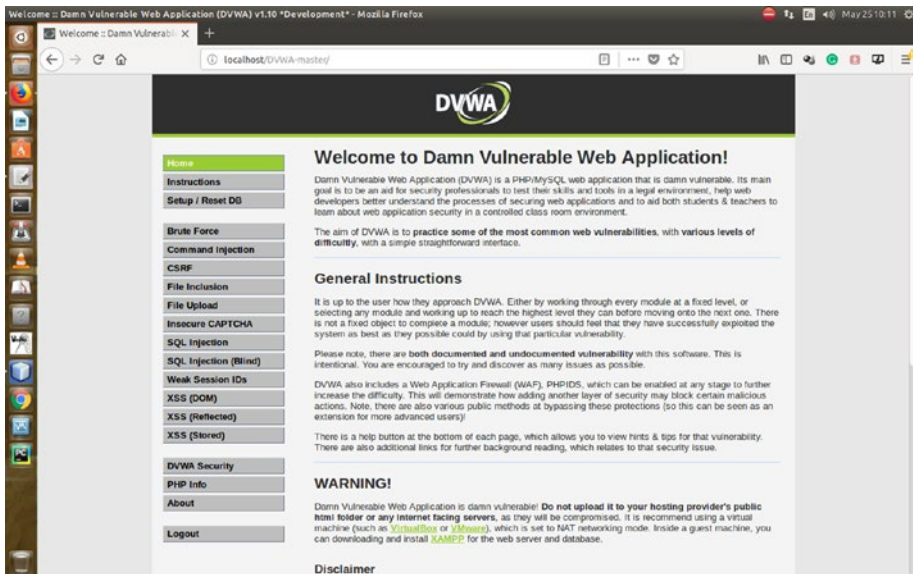 Welcome :: Damn Vulnerable Web Application (DVWA) v1.10 *Development* - Mozilla Firefox
En
May 25 10:11
Welcome :: Damn Vulnerabl
localhost/DVWA-master/
DVWA
Home
Instructions
Setup / Reset DB
Brute Force
Command Injection
CSRF
File Inclusion
File Upload
Insecure CAPTCHA
SQL Injection
SQL Injection (Blind)
Weak Session IDs
XSS (DOM)
XSS (Reflected)
XSS (Stored)
DVWA Security
PHP Info
About
Logout
Welcome to Damn Vulnerable Web Application!
Damn Vulnerable Web Application (DVWA) is a PHP/MySQL web application that is damn vulnerable. Its main
goal is to be an aid for security professionals to test their skills and tools in a legal environment, help web
developers better understand the processes of securing web applications and to aid both students & teachers to
learn about web application security in a controlled class room environment.
The aim of DVWA is to practice some of the most common web vulnerabilities, with various levels of
difficultly, with a simple straightforward interface.
General Instructions
It is up to the user how they approach DVWA. Either by working through every module at a fixed level, or
selecting any module and working up to reach the highest level they can before moving onto the next one. There
is not a fixed object to complete a module; however users should feel that they have successfully exploited the
system as best as they possible could by using that particular vulnerability.
Please note, there are both documented and undocumented vulnerability with this software. This is
intentional. You are encouraged to try and discover as many issues as possible.
DVWA also includes a Web Application Firewall (WAF), PHPIDS, which can be enabled at any stage to further
increase the difficulty. This will demonstrate how adding another layer of security may block certain malicious
actions. Note, there are also various public methods at bypassing these protections (so this can be seen as an
extension for more advanced users)!
There is a help button at the bottom of each page, which allows you to view hints & tips for that vulnerability.
There are also additional links for further background reading, which relates to that security issue.
WARNING!
Damn Vulnerable Web Application is damn vulnerable! Do not upload it to your hosting provider's public
html folder or any Internet facing servers, as they will be compromised. It is recommend using a virtual
machine (such as VirtualBox or VMware), which is set to NAT networking mode. Inside a guest machine, you
can downloading and install XAMPP for the web server and database.
Disclaimer